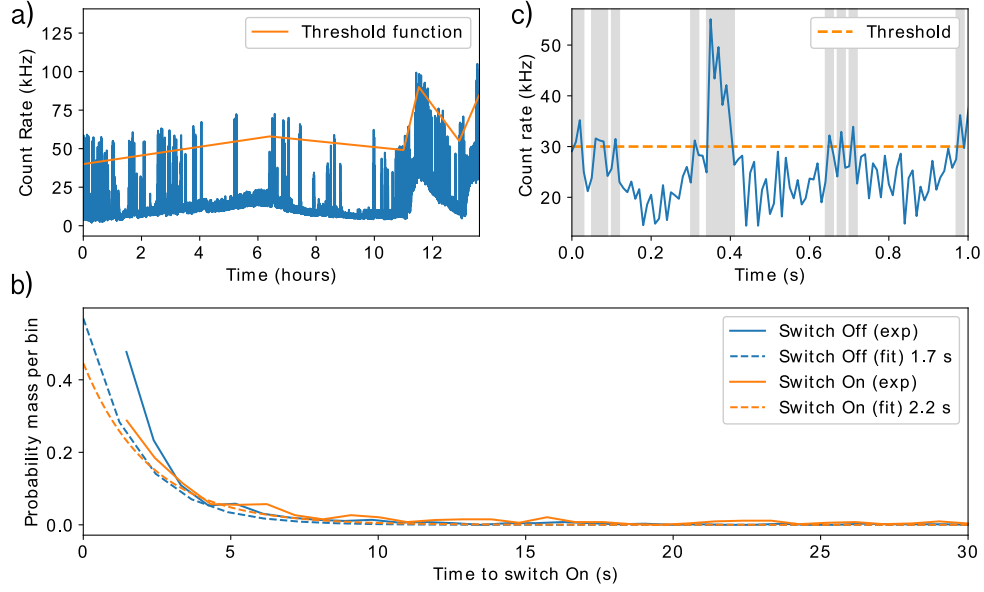 a)
Threshold function
Count Rate (kHz)
125
100
75
50
25
0
0 2 4 6 8 10 12
Time (hours)
c)
Threshold
Count rate (kHz)
50
40
30
20
0.0 0.2 0.4 0.6 0.8 1.0
Time (s)
b)
Switch Off (exp)
Switch Off (fit) 1.7 s
Switch On (exp)
Switch On (fit) 2.2 s
Probability mass per bin
0.4
0.2
0.0
0 5 10 15 20 25 30
Time to switch On (s)